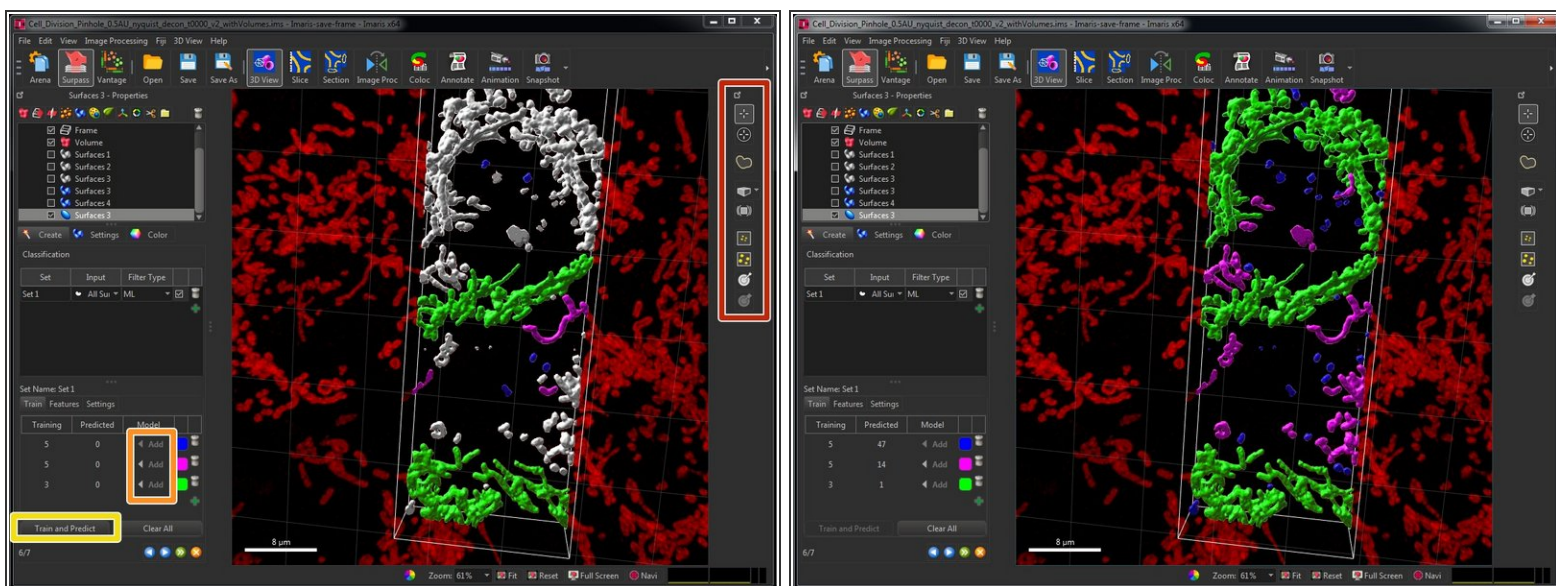 Cell_Division_Pinhole_0.5AU_nyquist_decon_t0000_v2_withVolumes.ims - Imaris-save-frame - Imaris x64
File Edit View Image Processing Fiji 3D View Help
Arena Surpass Vantage Open Save Save As 3D View Slice Section Image Proc Coloc Annotate Animation Snapshot
Surfaces 3 - Properties
Frame
Volume
Surfaces 1
Surfaces 2
Surfaces 3
Surfaces 3
Surfaces 4
Surfaces 3
Create Settings Color
Classification
Set Input Filter Type
Set 1 All Sur ML
Set Name: Set 1
Train Features Settings
Training Predicted Model
5 0 Add
5 0 Add
3 0 Add
Train and Predict Clear All
6/7
8 µm
Zoom: 61% Fit Reset Full Screen Navi
Cell_Division_Pinhole_0.5AU_nyquist_decon_t0000_v2_withVolumes.ims - Imaris-save-frame - Imaris x64
File Edit View Image Processing Fiji 3D View Help
Arena Surpass Vantage Open Save Save As 3D View Slice Section Image Proc Coloc Annotate Animation Snapshot
Surfaces 3 - Properties
Frame
Volume
Surfaces 1
Surfaces 2
Surfaces 3
Surfaces 3
Surfaces 4
Surfaces 3
Create Settings Color
Classification
Set Input Filter Type
Set 1 All Sur ML
Set Name: Set 1
Train Features Settings
Training Predicted Model
5 47 Add
5 14 Add
3 1 Add
Train and Predict Clear All
6/7
8 µm
Zoom: 61% Fit Reset Full Screen Navi